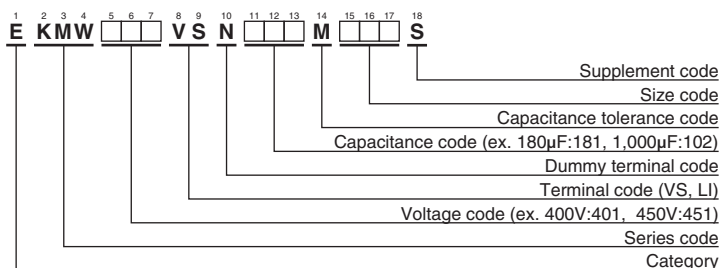 1 2 3 4 5 6 7 8 9 10 11 12 13 14 15 16 17 18
E KMW VS N M S
Supplement code
Size code
Capacitance tolerance code
Capacitance code (ex. 180μF:181, 1,000μF:102)
Dummy terminal code
Terminal code (VS, LI)
Voltage code (ex. 400V:401, 450V:451)
Series code
Category